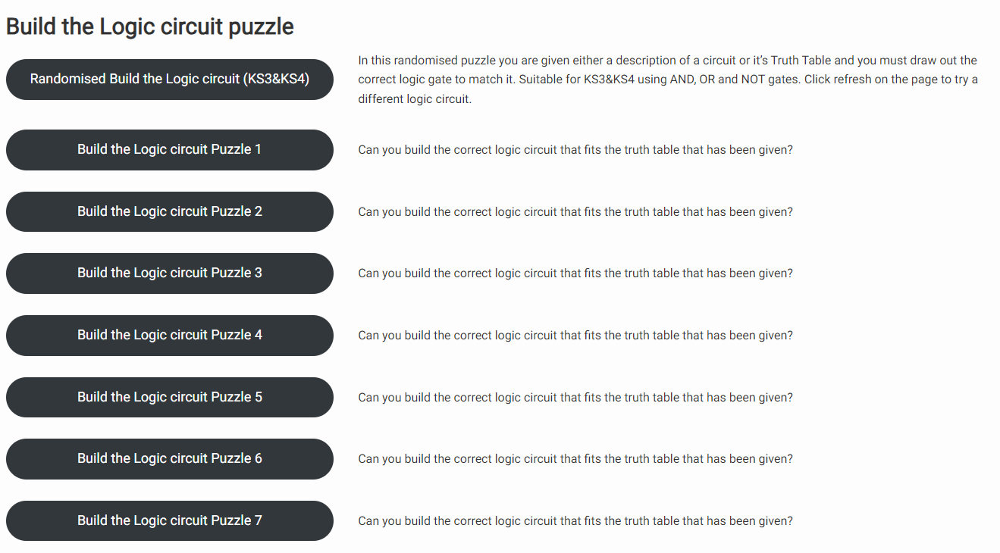 Build the Logic circuit puzzle
Randomised Build the Logic circuit (KS3&KS4)
In this randomised puzzle you are given either a description of a circuit or it’s Truth Table and you must draw out the
correct logic gate to match it. Suitable for KS3&KS4 using AND, OR and NOT gates. Click refresh on the page to try a
different logic circuit.
Build the Logic circuit Puzzle 1
Can you build the correct logic circuit that fits the truth table that has been given?
Build the Logic circuit Puzzle 2
Can you build the correct logic circuit that fits the truth table that has been given?
Build the Logic circuit Puzzle 3
Can you build the correct logic circuit that fits the truth table that has been given?
Build the Logic circuit Puzzle 4
Can you build the correct logic circuit that fits the truth table that has been given?
Build the Logic circuit Puzzle 5
Can you build the correct logic circuit that fits the truth table that has been given?
Build the Logic circuit Puzzle 6
Can you build the correct logic circuit that fits the truth table that has been given?
Build the Logic circuit Puzzle 7
Can you build the correct logic circuit that fits the truth table that has been given?